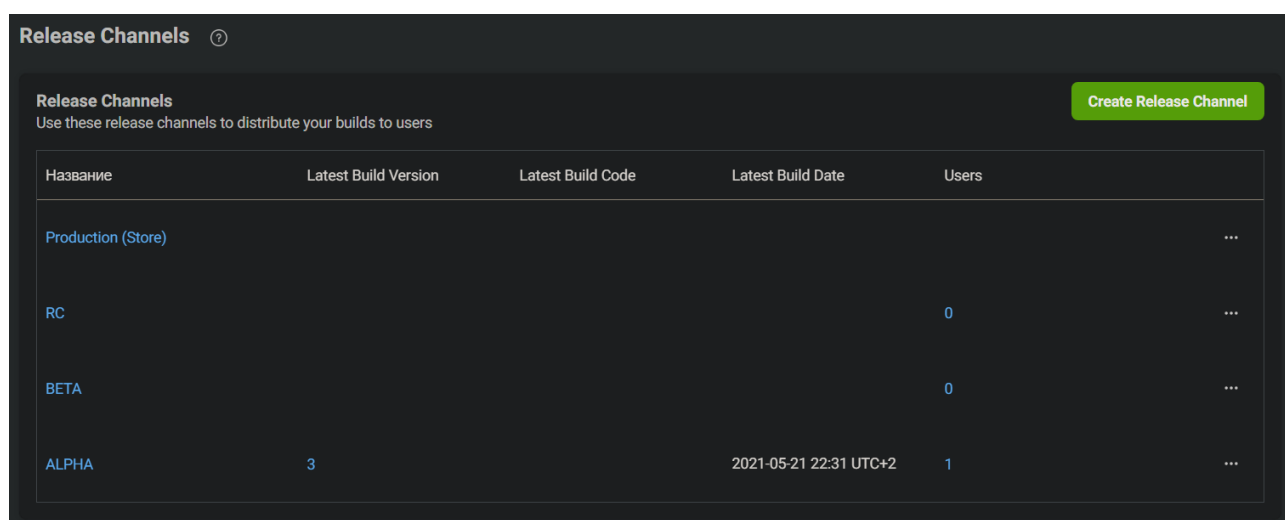 Release Channels ?
Release Channels
Create Release Channel
Use these release channels to distribute your builds to users
Название Latest Build Version Latest Build Code Latest Build Date Users
Production (Store) ...
RC 0 ...
BETA 0 ...
ALPHA 3 2021-05-21 22:31 UTC+2 1 ...